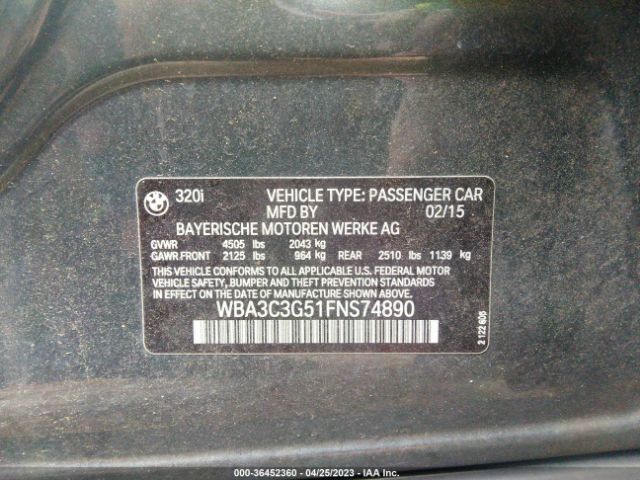 320i VEHICLE TYPE: PASSENGER CAR
MFD BY 02/15
BAYERISCHE MOTOREN WERKE AG
GVWR 4505 lbs 2043 kg
GAWR FRONT 2125 lbs 964 kg REAR 2510 lbs 1139 kg
THIS VEHICLE CONFORMS TO ALL APPLICABLE U.S. FEDERAL MOTOR
VEHICLE SAFETY, BUMPER AND THEFT PREVENTION STANDARDS
IN EFFECT ON THE DATE OF MANUFACTURE SHOWN ABOVE.
WBA3C3G51FNS74890
2 122 605
000-36452360 - 04/25/2023 - IAA Inc.